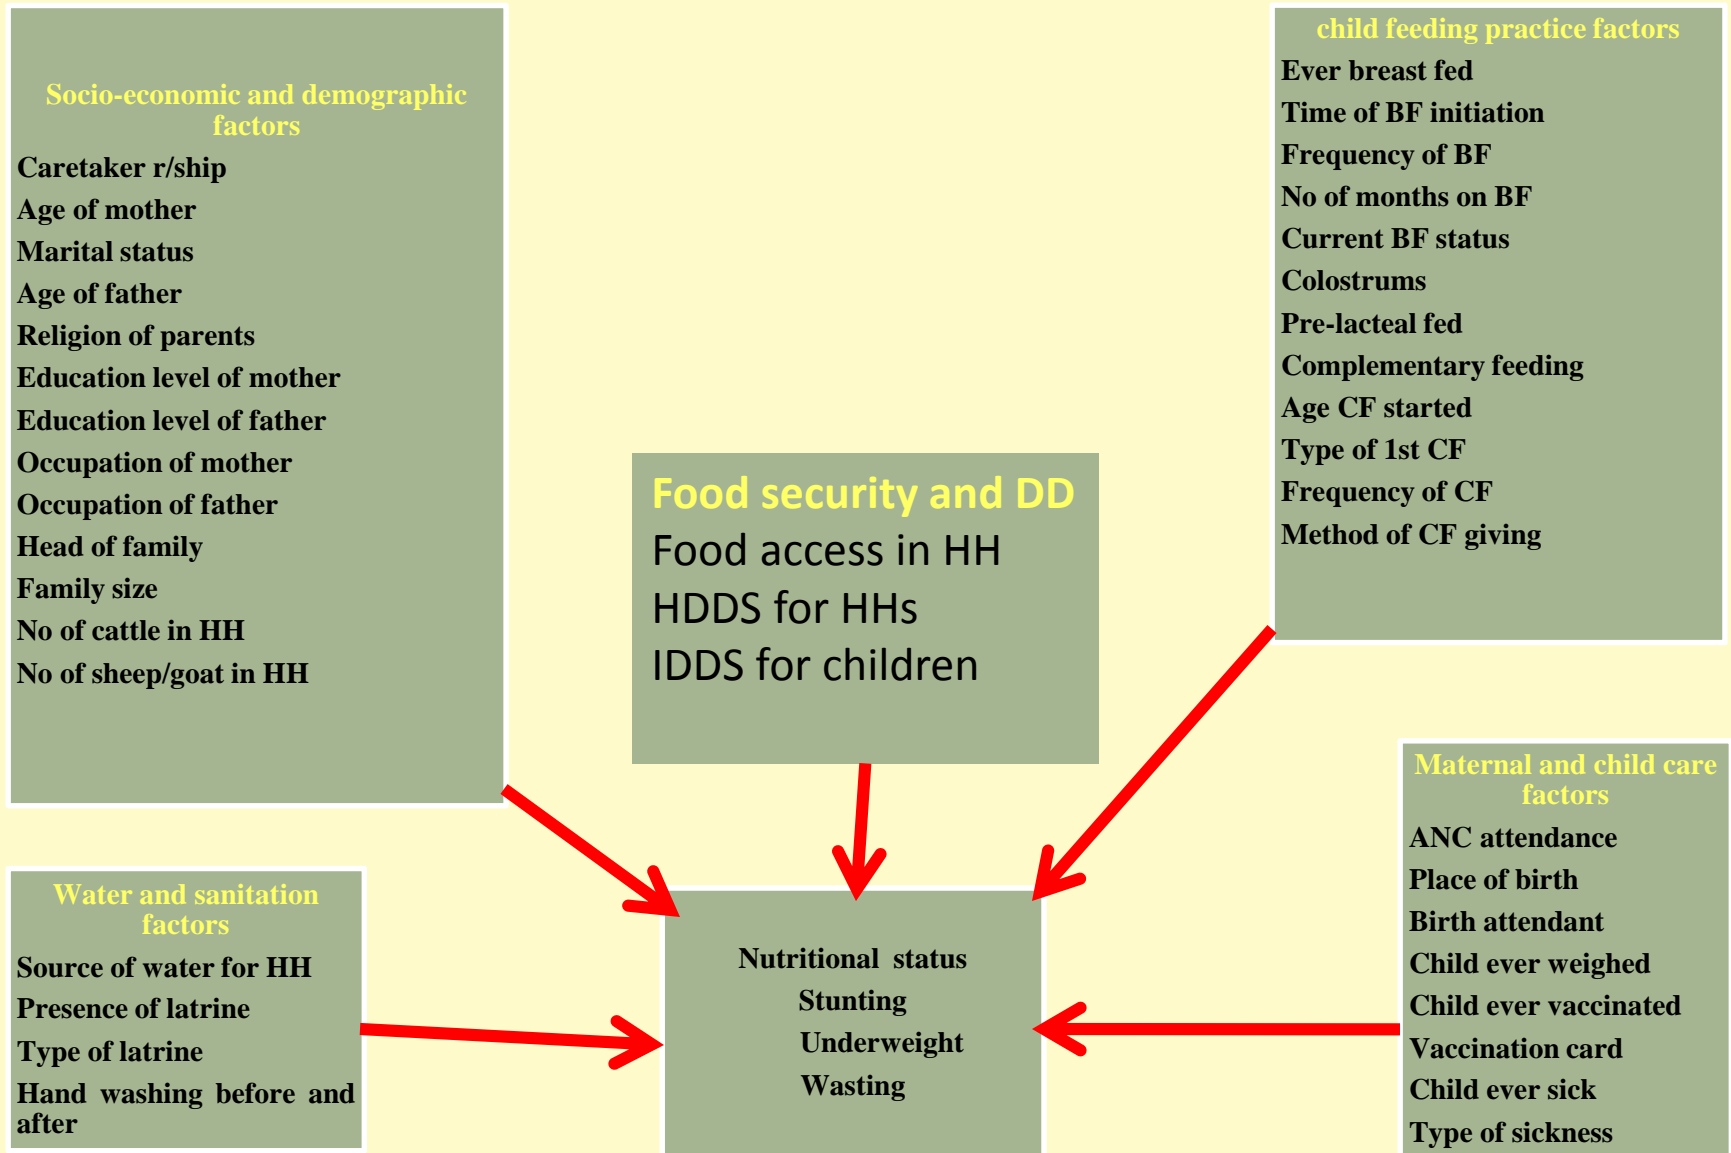 Socio-economic and demographic
factors
Caretaker r/ship
Age of mother
Marital status
Age of father
Religion of parents
Education level of mother
Education level of father
Occupation of mother
Occupation of father
Head of family
Family size
No of cattle in HH
No of sheep/goat in HH
child feeding practice factors
Ever breast fed
Time of BF initiation
Frequency of BF
No of months on BF
Current BF status
Colostrums
Pre-lacteal fed
Complementary feeding
Age CF started
Type of 1st CF
Frequency of CF
Method of CF giving
Food security and DD
Food access in HH
HDDS for HHs
IDDS for children
Maternal and child care
factors
ANC attendance
Place of birth
Birth attendant
Child ever weighed
Child ever vaccinated
Vaccination card
Child ever sick
Type of sickness
Water and sanitation
factors
Source of water for HH
Presence of latrine
Type of latrine
Hand washing before and
after
Nutritional status
Stunting
Underweight
Wasting